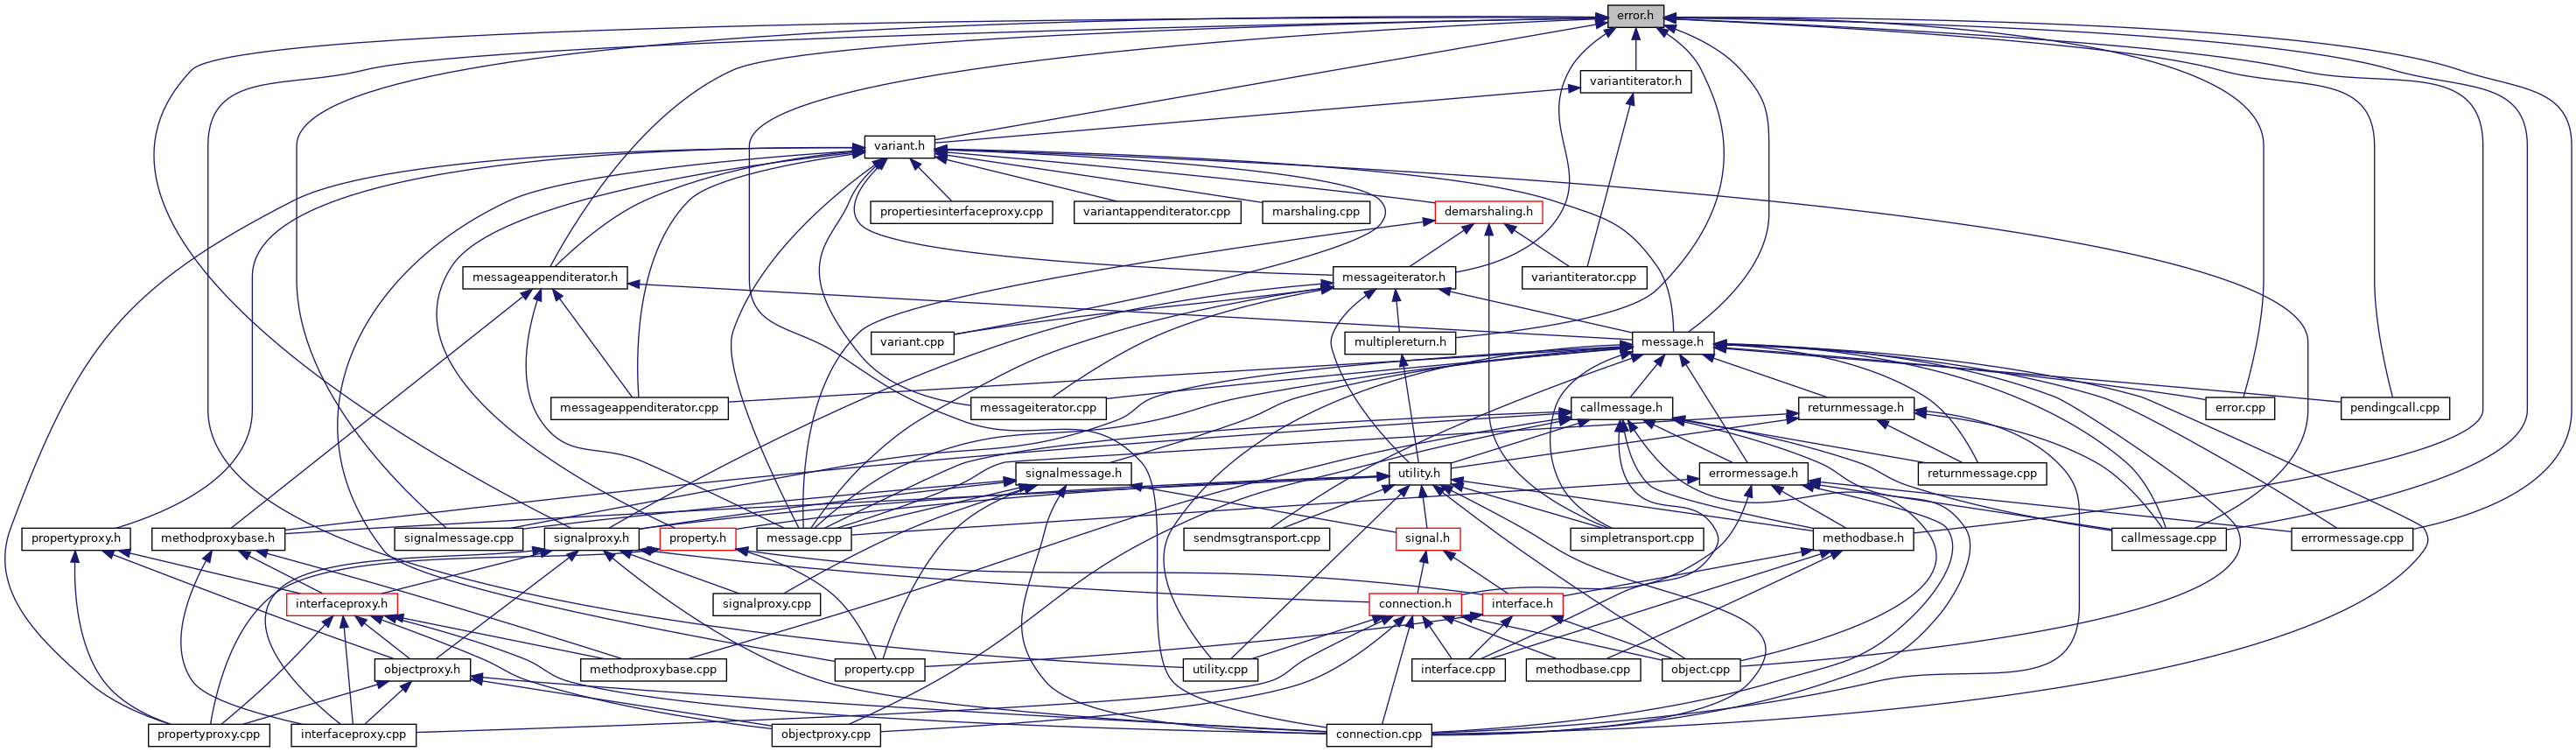 error.h
variantiterator.h
variant.h
propertiesinterfaceproxy.cpp
variantappenditerator.cpp
marshaling.cpp
demarshaling.h
messageappenditerator.h
messageiterator.h
variantiterator.cpp
variant.cpp
multiplereturn.h
message.h
messageappenditerator.cpp
messageiterator.cpp
callmessage.h
returnmessage.h
error.cpp
pendingcall.cpp
signalmessage.h
utility.h
errormessage.h
returnmessage.cpp
propertyproxy.h
methodproxybase.h
signalmessage.cpp
signalproxy.h
property.h
message.cpp
sendmsgtransport.cpp
signal.h
simpletransport.cpp
methodbase.h
callmessage.cpp
errormessage.cpp
interfaceproxy.h
signalproxy.cpp
connection.h
interface.h
objectproxy.h
methodproxybase.cpp
property.cpp
utility.cpp
interface.cpp
methodbase.cpp
object.cpp
propertyproxy.cpp
interfaceproxy.cpp
objectproxy.cpp
connection.cpp